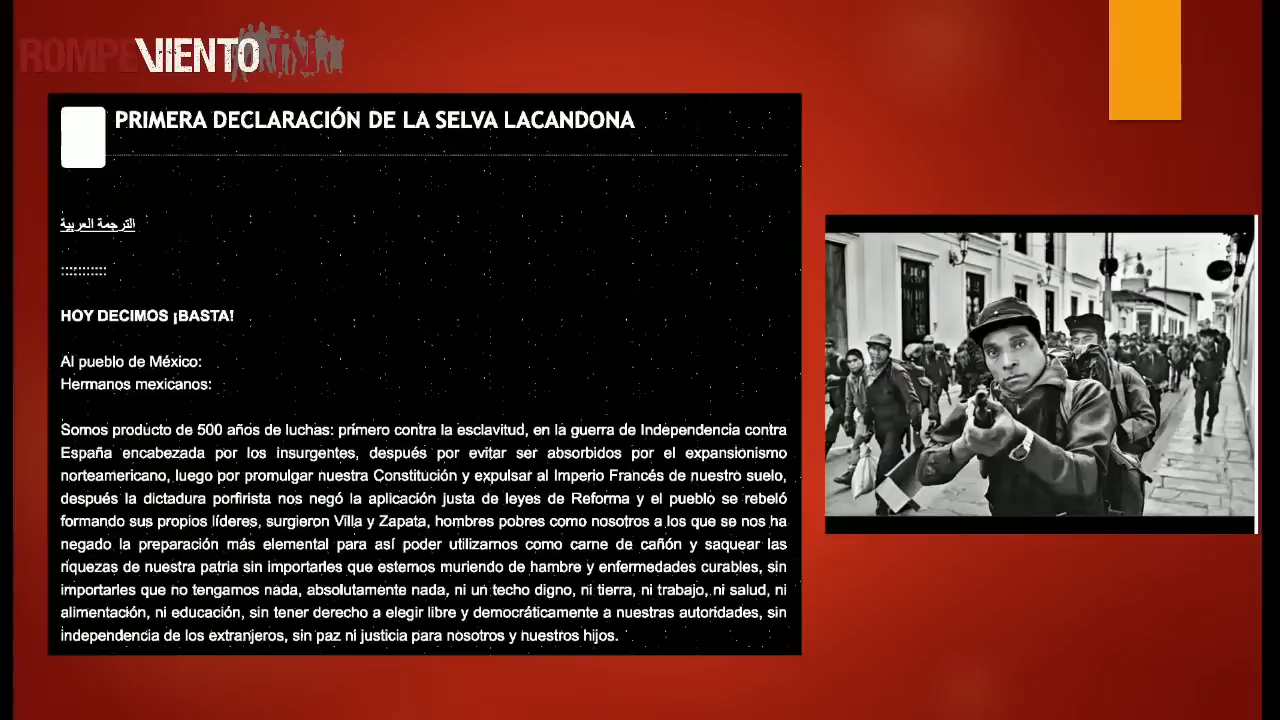 ROMPEVIENTO TV
PRIMERA DECLARACIÓN DE LA SELVA LACANDONA
الترجمة العربية
:::::::::::
HOY DECIMOS ¡BASTA!
Al pueblo de México:
Hermanos mexicanos:
Somos producto de 500 años de luchas: primero contra la esclavitud, en la guerra de Independencia contra
España encabezada por los insurgentes, después por evitar ser absorbidos por el expansionismo
norteamericano, luego por promulgar nuestra Constitución y expulsar al Imperio Francés de nuestro suelo,
después la dictadura porfirista nos negó la aplicación justa de leyes de Reforma y el pueblo se rebeló
formando sus propios líderes, surgieron Villa y Zapata, hombres pobres como nosotros a los que se nos ha
negado la preparación más elemental para así poder utilizarnos como carne de cañón y saquear las
riquezas de nuestra patria sin importarles que estemos muriendo de hambre y enfermedades curables, sin
importarles que no tengamos nada, absolutamente nada, ni un techo digno, ni tierra, ni trabajo, ni salud, ni
alimentación, ni educación, sin tener derecho a elegir libre y democráticamente a nuestras autoridades, sin
independencia de los extranjeros, sin paz ni justicia para nosotros y nuestros hijos.